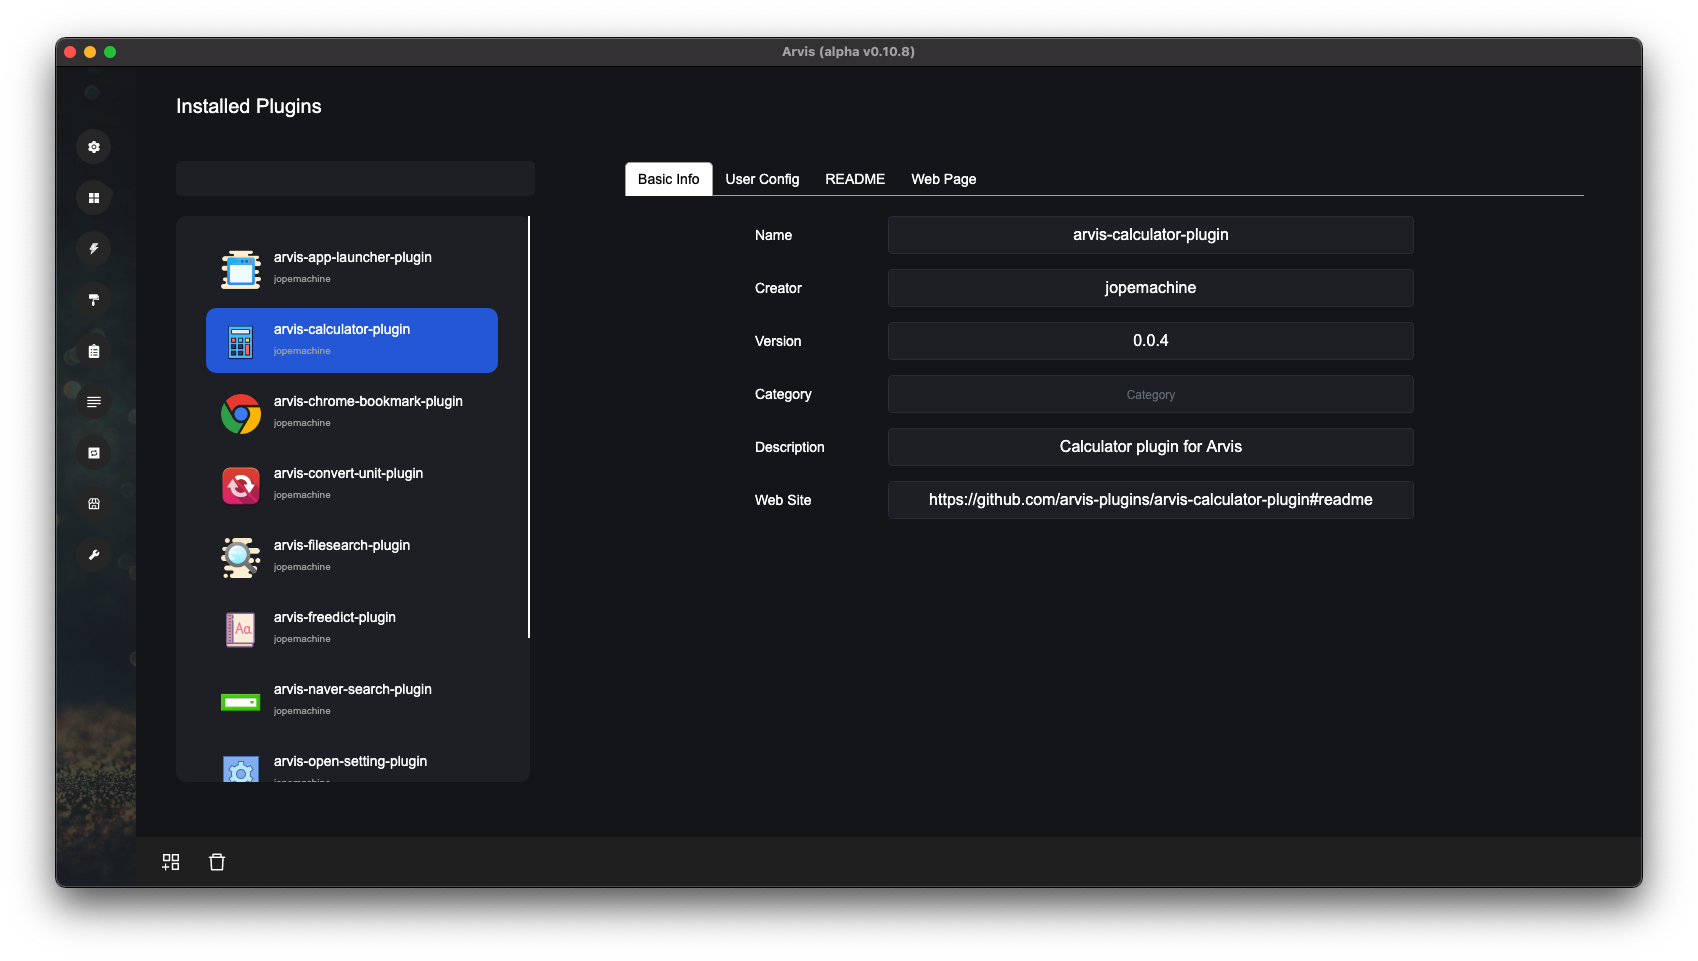 Arvis (alpha v0.10.8)
Installed Plugins
Basic Info
User Config
README
Web Page
arvis-app-launcher-plugin
jopemachine
arvis-calculator-plugin
jopemachine
arvis-chrome-bookmark-plugin
jopemachine
arvis-convert-unit-plugin
jopemachine
arvis-filesearch-plugin
jopemachine
Aa
arvis-freedict-plugin
jopemachine
arvis-naver-search-plugin
jopemachine
arvis-open-setting-plugin
Name
arvis-calculator-plugin
Creator
jopemachine
Version
0.0.4
Category
Category
Description
Calculator plugin for Arvis
Web Site
https://github.com/arvis-plugins/arvis-calculator-plugin#readme